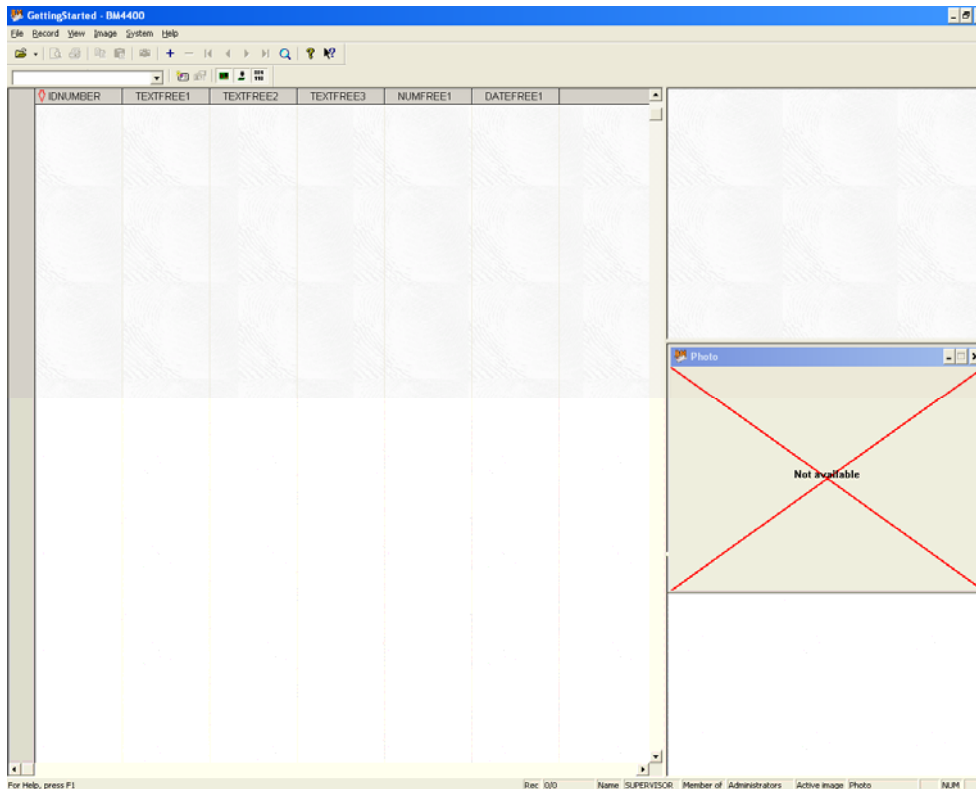 GettingStarted - BM4400
File Record View Image System Help
IDNUMBER TEXTFREE1 TEXTFREE2 TEXTFREE3 NUMFREE1 DATEFREE1
Photo
Not available
For Help, press F1 Rec 0/0 Name SUPERVISOR Member of Administrators Active image Photo NUM